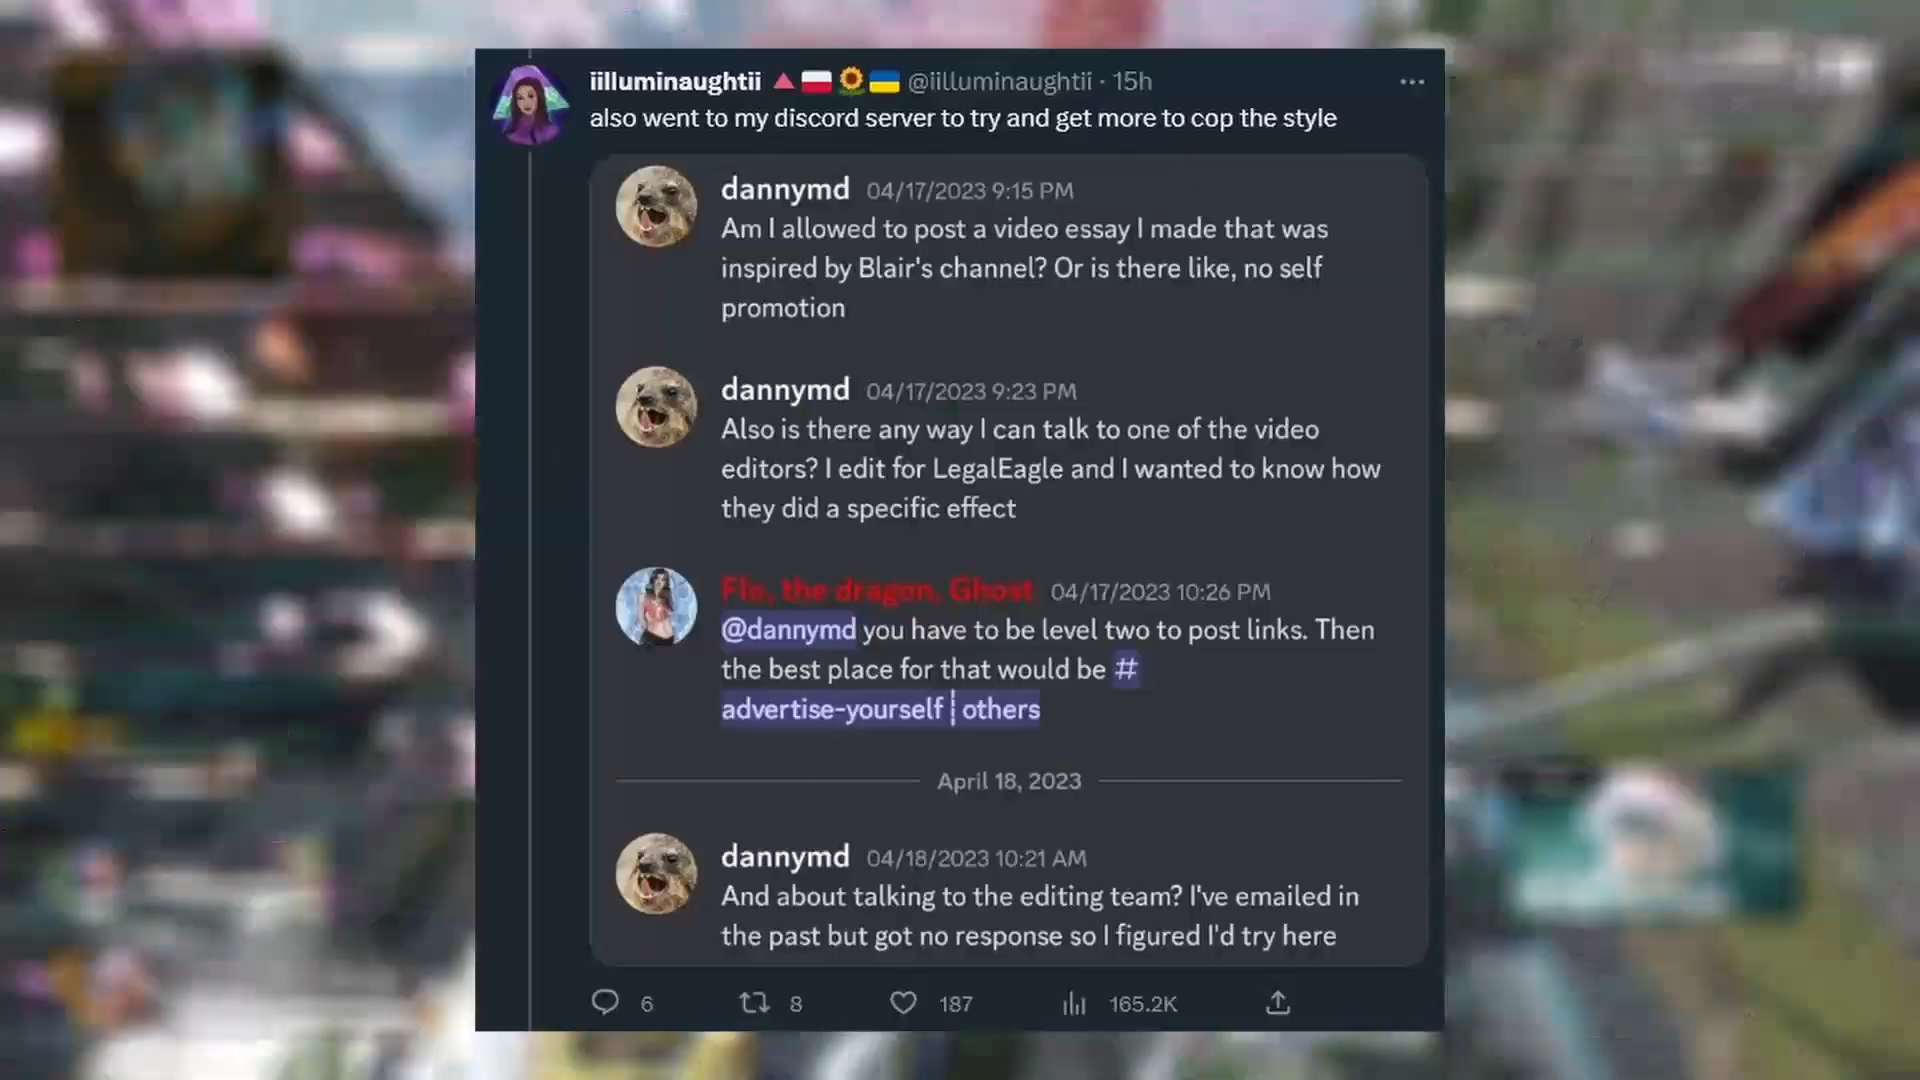 iilluminaughtii 🔺🇵🇱🌻🇺🇦 @iilluminaughtii · 15h
also went to my discord server to try and get more to cop the style
dannymd 04/17/2023 9:15 PM
Am I allowed to post a video essay I made that was
inspired by Blair's channel? Or is there like, no self
promotion
dannymd 04/17/2023 9:23 PM
Also is there any way I can talk to one of the video
editors? I edit for LegalEagle and I wanted to know how
they did a specific effect
Flo, the dragon, Ghost 04/17/2023 10:26 PM
@dannymd you have to be level two to post links. Then
the best place for that would be #
advertise-yourself┆others
April 18, 2023
dannymd 04/18/2023 10:21 AM
And about talking to the editing team? I've emailed in
the past but got no response so I figured I'd try here
6 8 187 165.2K